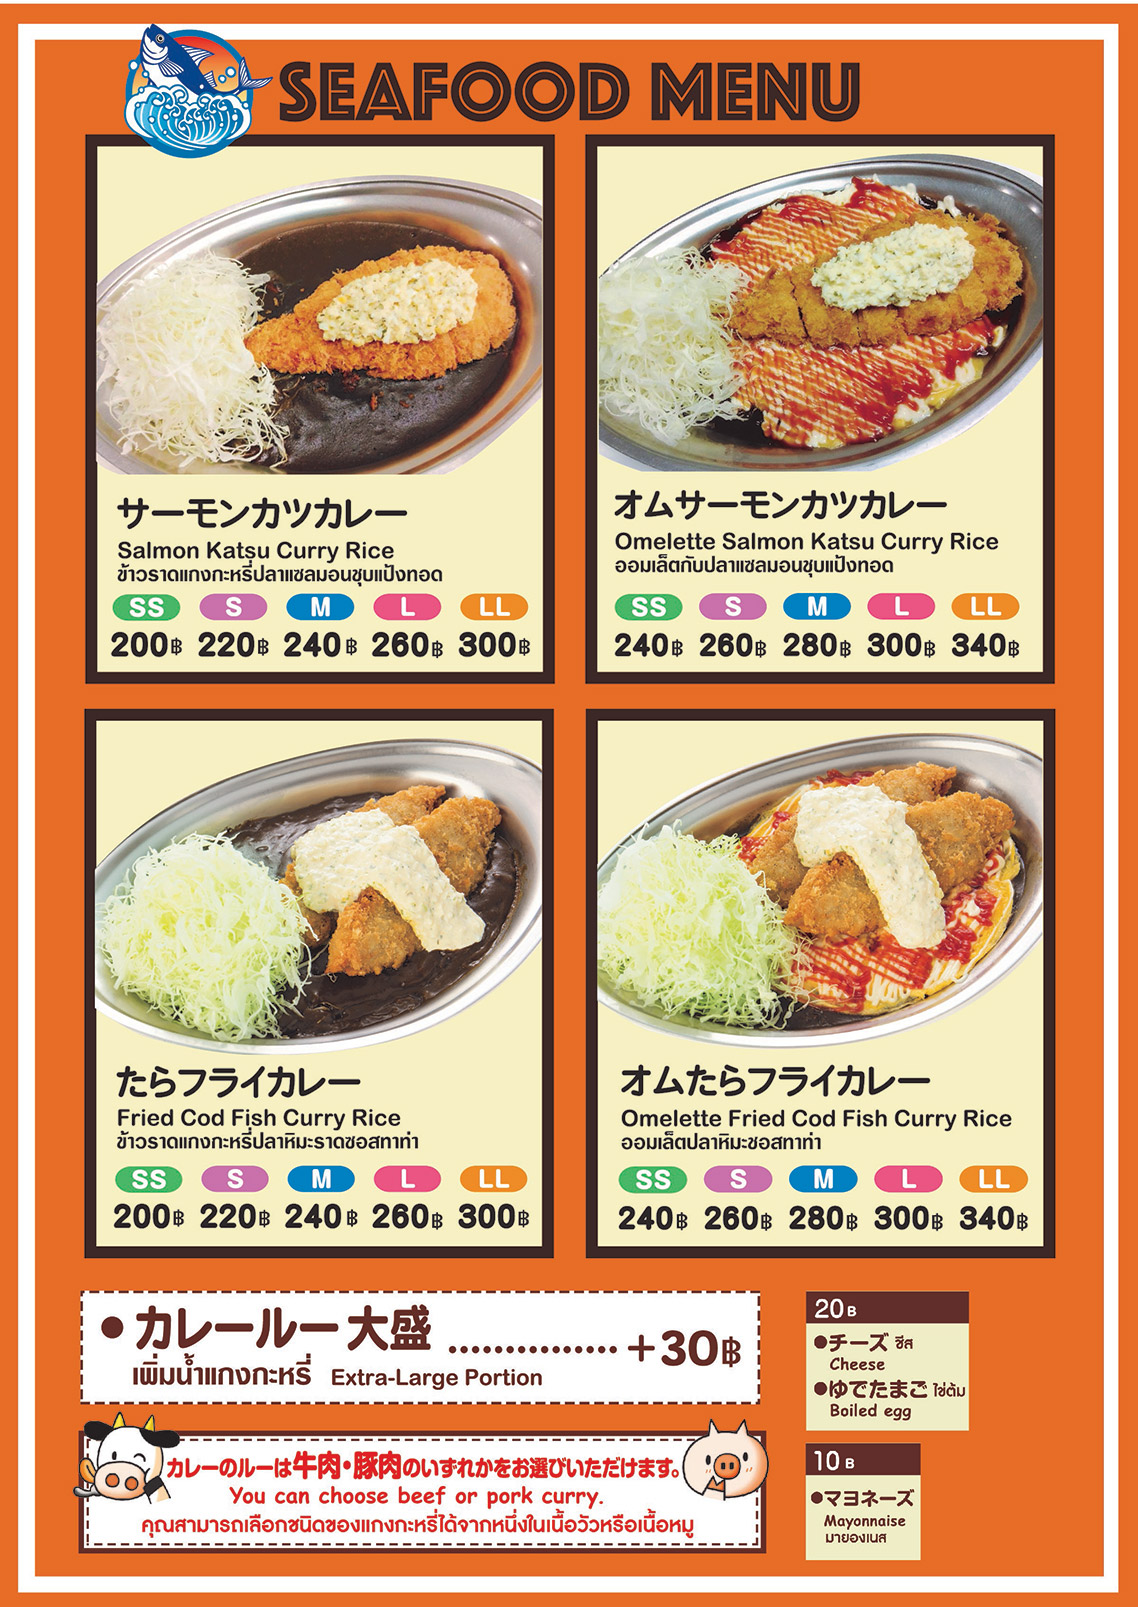 SEAFOOD MENU
サーモンカツカレー
Salmon Katsu Curry Rice
ข้าวราดแกงกะหรี่ปลาแซลมอนชุบแป้งทอด
SS S M L LL
200฿ 220฿ 240฿ 260฿ 300฿
オムサーモンカツカレー
Omelette Salmon Katsu Curry Rice
ออมเล็ตกับปลาแซลมอนชุบแป้งทอด
SS S M L LL
240฿ 260฿ 280฿ 300฿ 340฿
たらフライカレー
Fried Cod Fish Curry Rice
ข้าวราดแกงกะหรี่ปลาหิมะราดซอสทาท่า
SS S M L LL
200฿ 220฿ 240฿ 260฿ 300฿
オムたらフライカレー
Omelette Fried Cod Fish Curry Rice
ออมเล็ตปลาหิมะซอสทาท่า
SS S M L LL
240฿ 260฿ 280฿ 300฿ 340฿
●カレールー大盛 ............... +30฿
เพิ่มน้ำแกงกะหรี่ Extra-Large Portion
カレーのルーは牛肉・豚肉のいずれかをお選びいただけます。
You can choose beef or pork curry.
คุณสามารถเลือกชนิดของแกงกะหรี่ได้จากหนึ่งในเนื้อวัวหรือเนื้อหมู
20฿
●チーズ ชีส
Cheese
●ゆでたまご ไข่ต้ม
Boiled egg
10฿
●マヨネーズ
Mayonnaise
มายองเนส